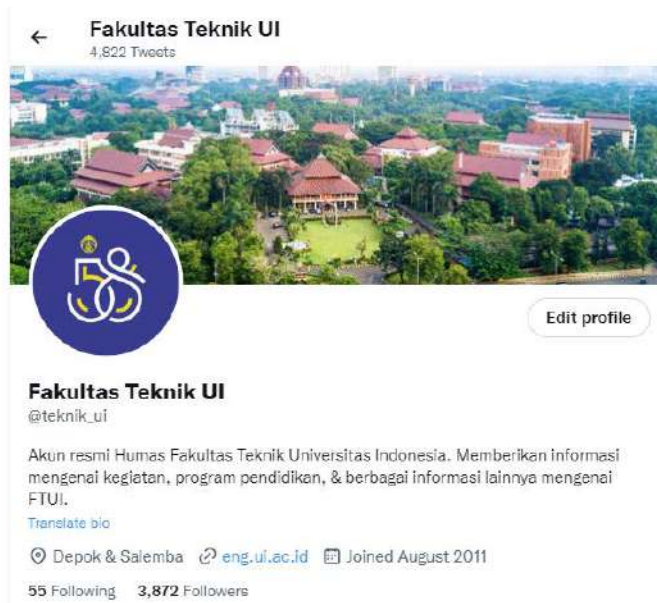 Fakultas Teknik UI
4,822 Tweets
58
Edit profile
Fakultas Teknik UI
@teknik_ui
Akun resmi Humas Fakultas Teknik Universitas Indonesia. Memberikan informasi
mengenai kegiatan, program pendidikan, & berbagai informasi lainnya mengenai
FTUI.
Translate bio
Depok & Salemba eng.ui.ac.id Joined August 2011
55 Following 3,872 Followers